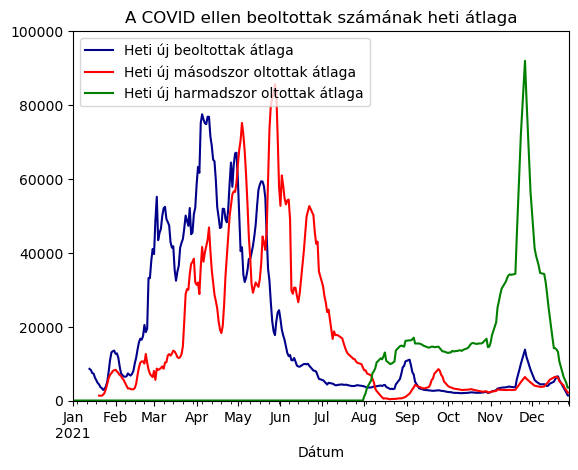 A COVID ellen beoltottak számának heti átlaga
Heti új beoltottak átlaga
Heti új másodszor oltottak átlaga
Heti új harmadszor oltottak átlaga
100000
80000
60000
40000
20000
0
Jan Feb Mar Apr May Jun Jul Aug Sep Oct Nov Dec
2021
Dátum